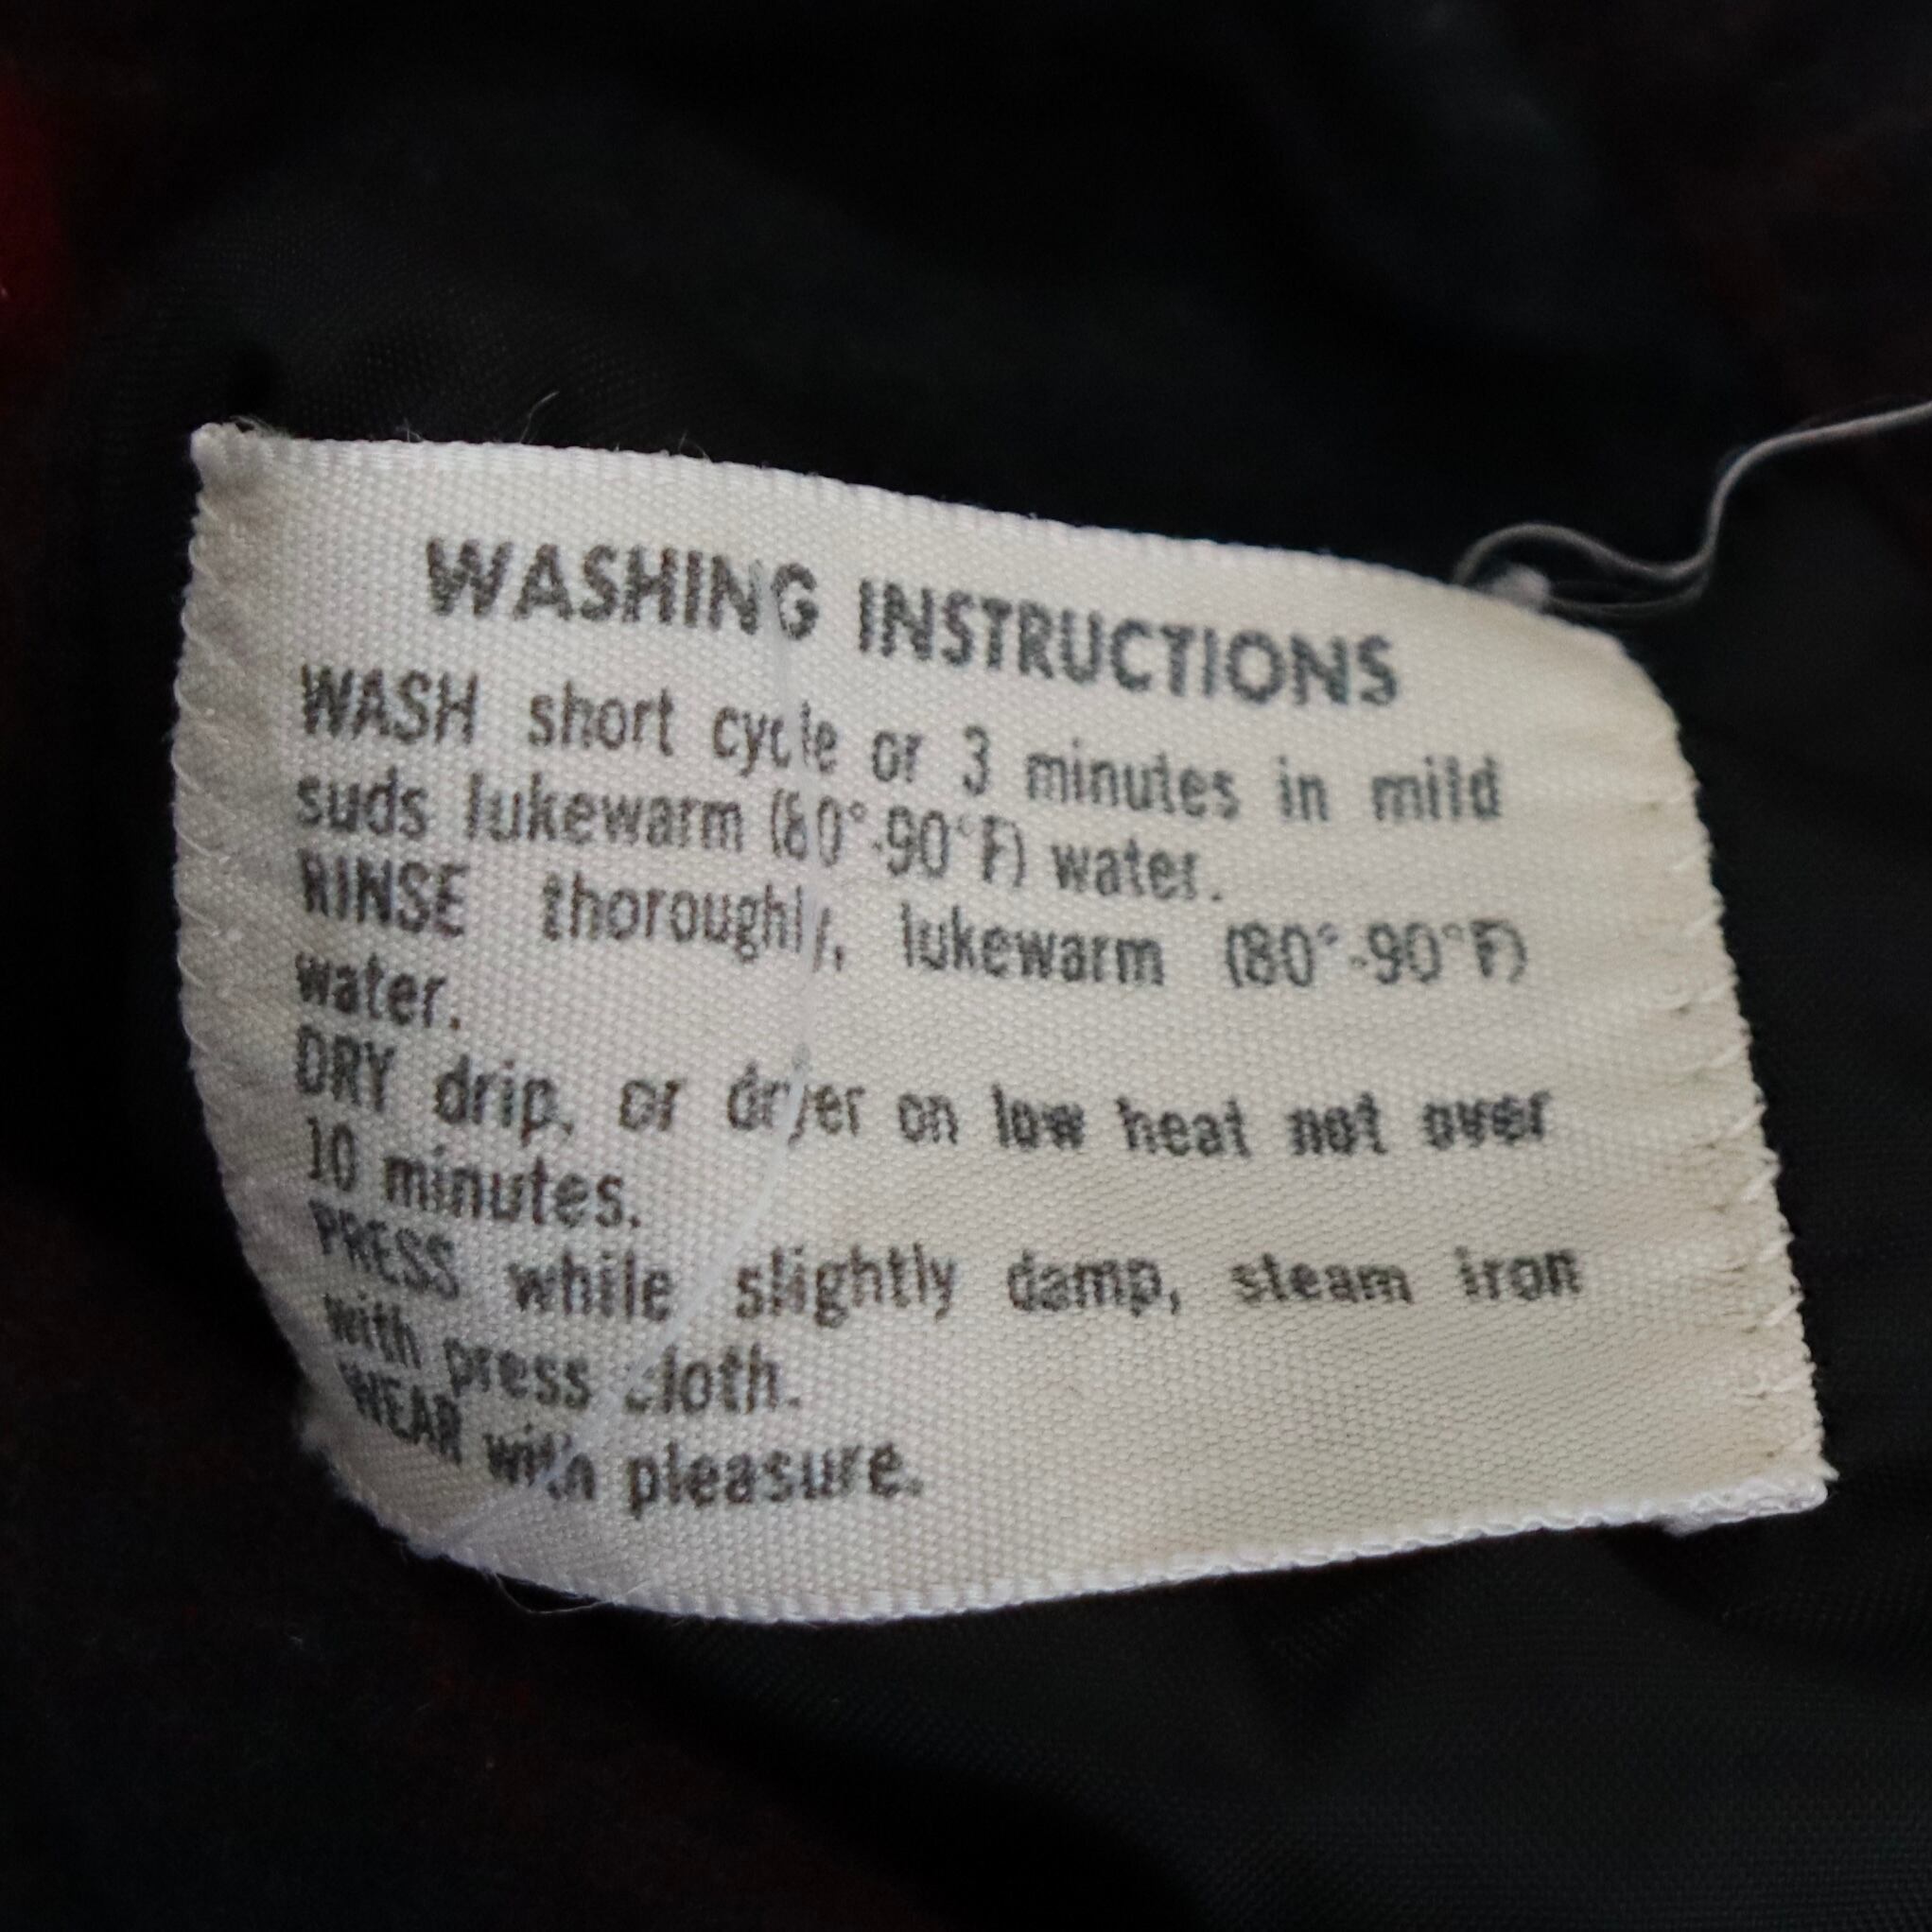 WASHING INSTRUCTIONS
WASH short cycle or 3 minutes in mild
suds lukewarm (80°-90°F) water.
RINSE thoroughly, lukewarm (80°-90°F)
water.
DRY drip, or dryer on low heat not over
10 minutes.
PRESS while slightly damp, steam iron
with press cloth.
WEAR with pleasure.